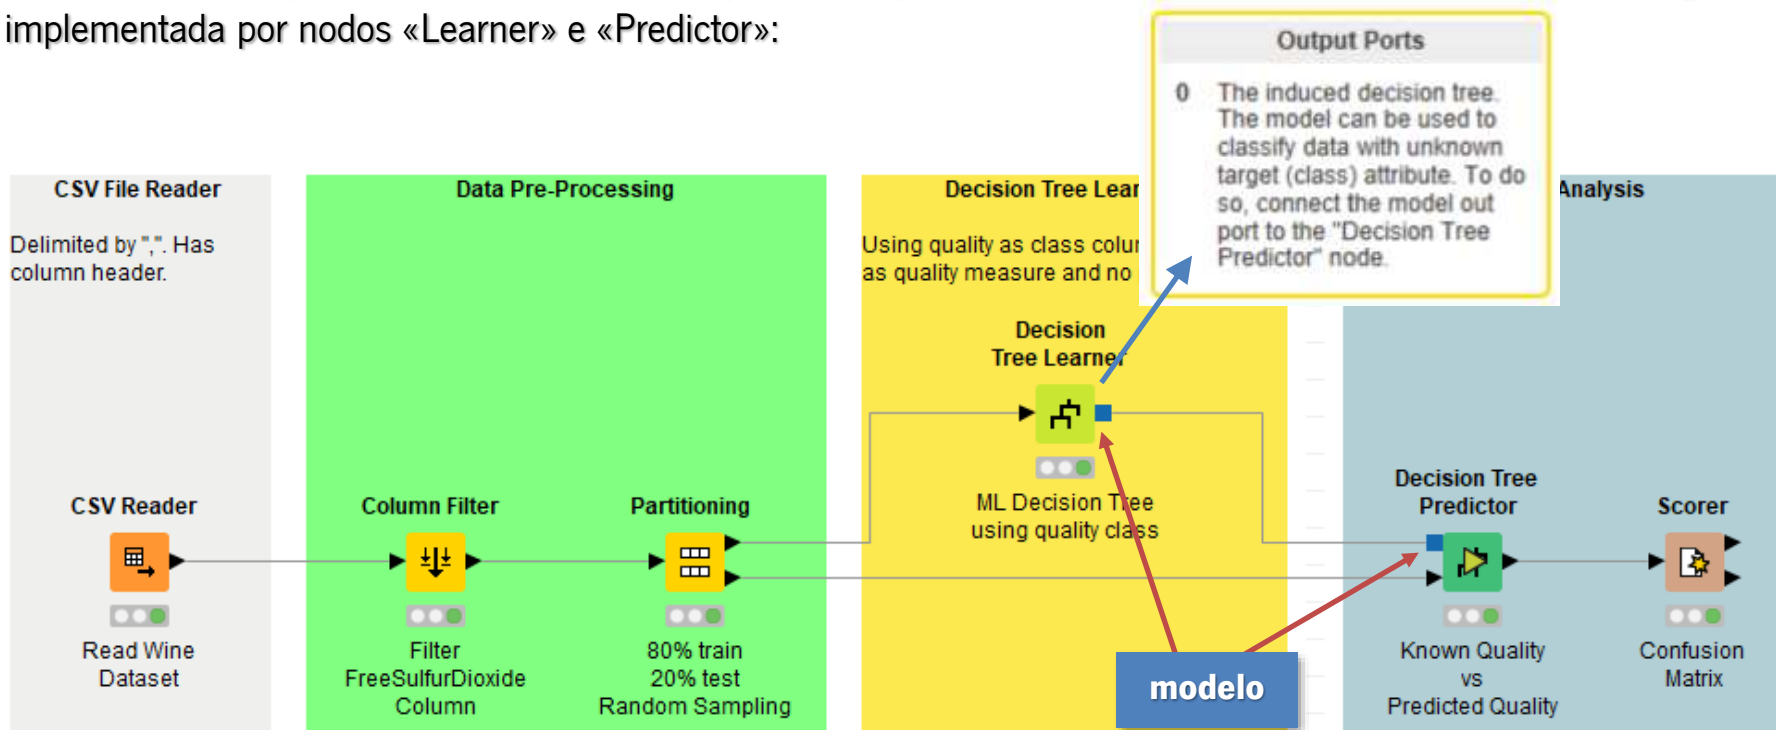 implementada por nodos «Learner» e «Predictor»:
Output Ports
0 The induced decision tree.
The model can be used to
classify data with unknown
target (class) attribute. To do
so, connect the model out
port to the "Decision Tree
Predictor" node.
CSV File Reader
Delimited by ",". Has
column header.
Data Pre-Processing
Decision Tree Lear
Using quality as class colu
as quality measure and no
Analysis
Decision
Tree Learner
ML Decision Tree
using quality class
CSV Reader
Read Wine
Dataset
Column Filter
Filter
FreeSulfurDioxide
Column
Partitioning
80% train
20% test
Random Sampling
modelo
Decision Tree
Predictor
Known Quality
vs
Predicted Quality
Scorer
Confusion
Matrix